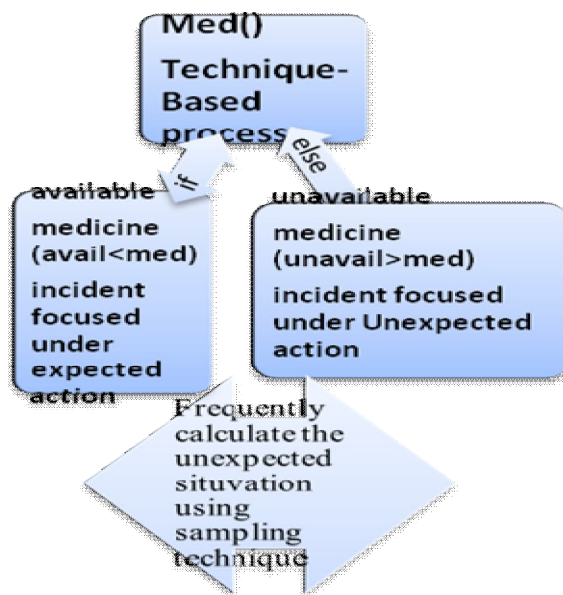 Med()
Technique-
Based
process
if
else
available
medicine
(avail<med)
incident
focused
under
expected
action
unavailable
medicine
(unavail>med)
incident focused
under Unexpected
action
Frequently
calculate the
unexpected
situvation
using
sampling
technique